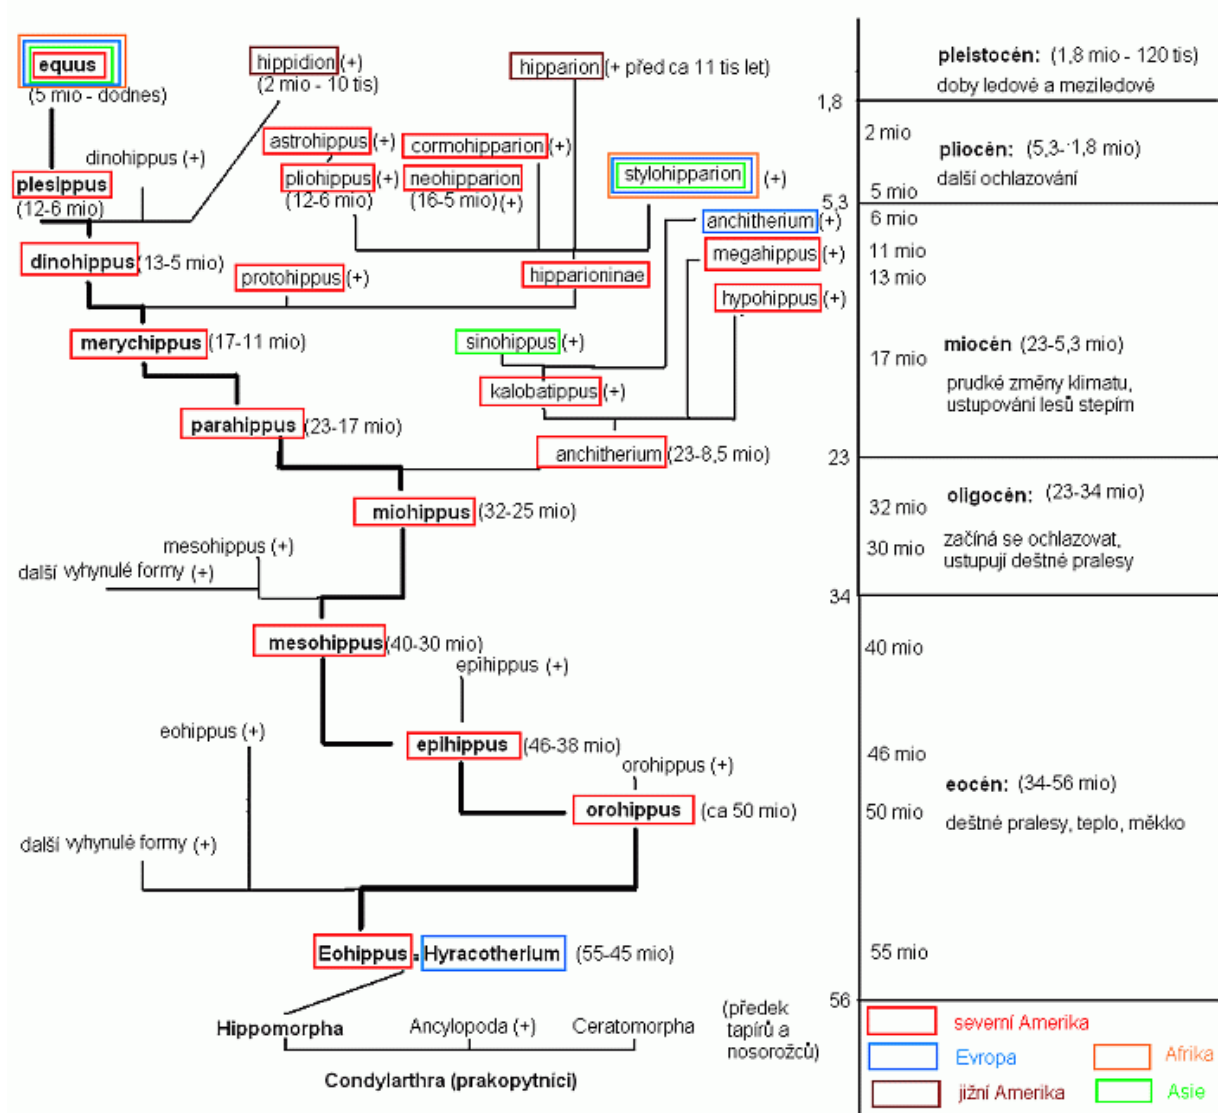 equus
(5 mio - dodnes)
hippidion (+)
(2 mio - 10 tis)
hipparion (+ před ca 11 tis let)
dinohippus (+)
astrohippus (+)
cormohipparion (+)
plesippus
(12-6 mio)
pliohippus (+)
(12-6 mio)
neohipparion
(16-5 mio) (+)
stylohipparion (+)
anchitherium (+)
dinohippus (13-5 mio)
protohippus (+)
hipparioninae
megahippus (+)
hypohippus (+)
merychippus (17-11 mio)
sinohippus (+)
kalobatippus (+)
parahippus (23-17 mio)
anchitherium (23-8,5 mio)
miohippus (32-25 mio)
mesohippus (+)
další vyhynulé formy (+)
mesohippus (40-30 mio)
epihippus (+)
eohippus (+)
epihippus (46-38 mio)
orohippus (+)
orohippus (ca 50 mio)
další vyhynulé formy (+)
Eohippus = Hyracotherium (55-45 mio)
Hippomorpha
Ancylopoda (+)
Ceratomorpha
(předek
tapírů a
nosorožců)
Condylarthra (prakopytníci)
pleistocén: (1,8 mio - 120 tis)
doby ledové a meziledové
1,8
2 mio
pliocén: (5,3-1,8 mio)
další ochlazování
5 mio
5,3
6 mio
11 mio
13 mio
17 mio
miocén (23-5,3 mio)
prudké změny klimatu,
ustupování lesů stepím
23
32 mio
oligocén: (23-34 mio)
30 mio
začíná se ochlazovat,
ustupují deštné pralesy
34
40 mio
46 mio
eocén: (34-56 mio)
50 mio
deštné pralesy, teplo, měkko
55 mio
56
severní Amerika
Evropa
Afrika
jižní Amerika
Asie